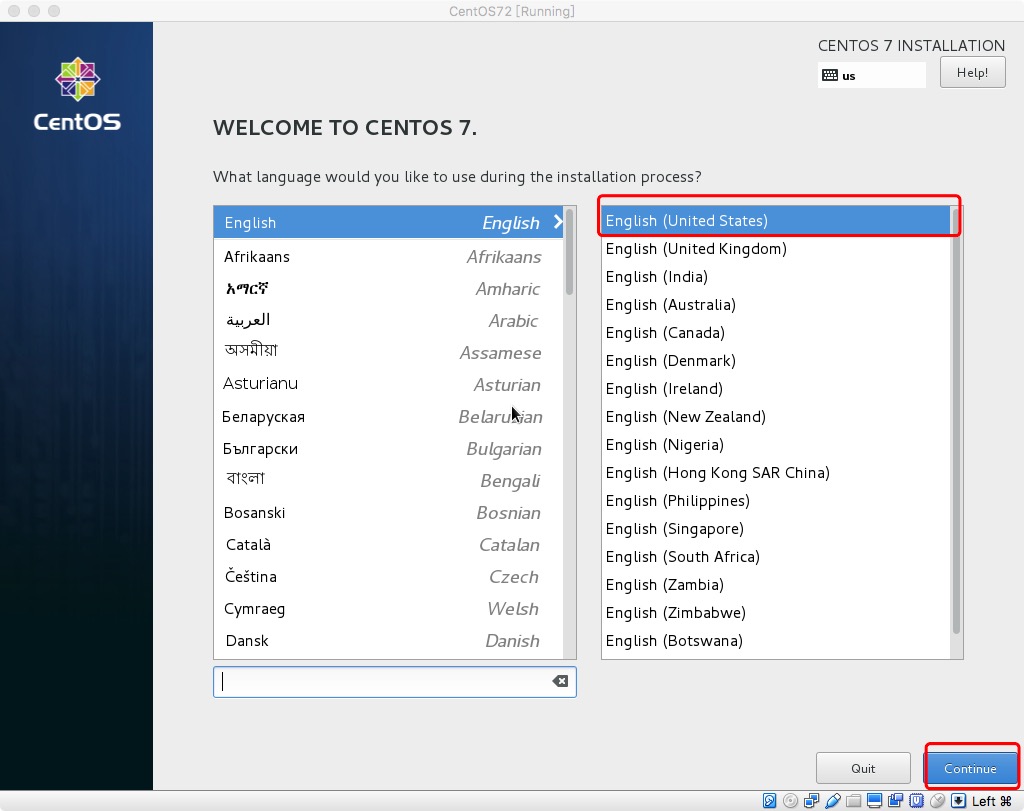 CentOS72 [Running]
CentOS
CENTOS 7 INSTALLATION
us
Help!
WELCOME TO CENTOS 7.
What language would you like to use during the installation process?
English English
Afrikaans Afrikaans
አማርኛ Amharic
العربية Arabic
অসমীয়া Assamese
Asturianu Asturian
Беларуская Belarusian
Български Bulgarian
বাংলা Bengali
Bosanski Bosnian
Català Catalan
Čeština Czech
Cymraeg Welsh
Dansk Danish
English (United States)
English (United Kingdom)
English (India)
English (Australia)
English (Canada)
English (Denmark)
English (Ireland)
English (New Zealand)
English (Nigeria)
English (Hong Kong SAR China)
English (Philippines)
English (Singapore)
English (South Africa)
English (Zambia)
English (Zimbabwe)
English (Botswana)
Quit
Continue
Left ⌘